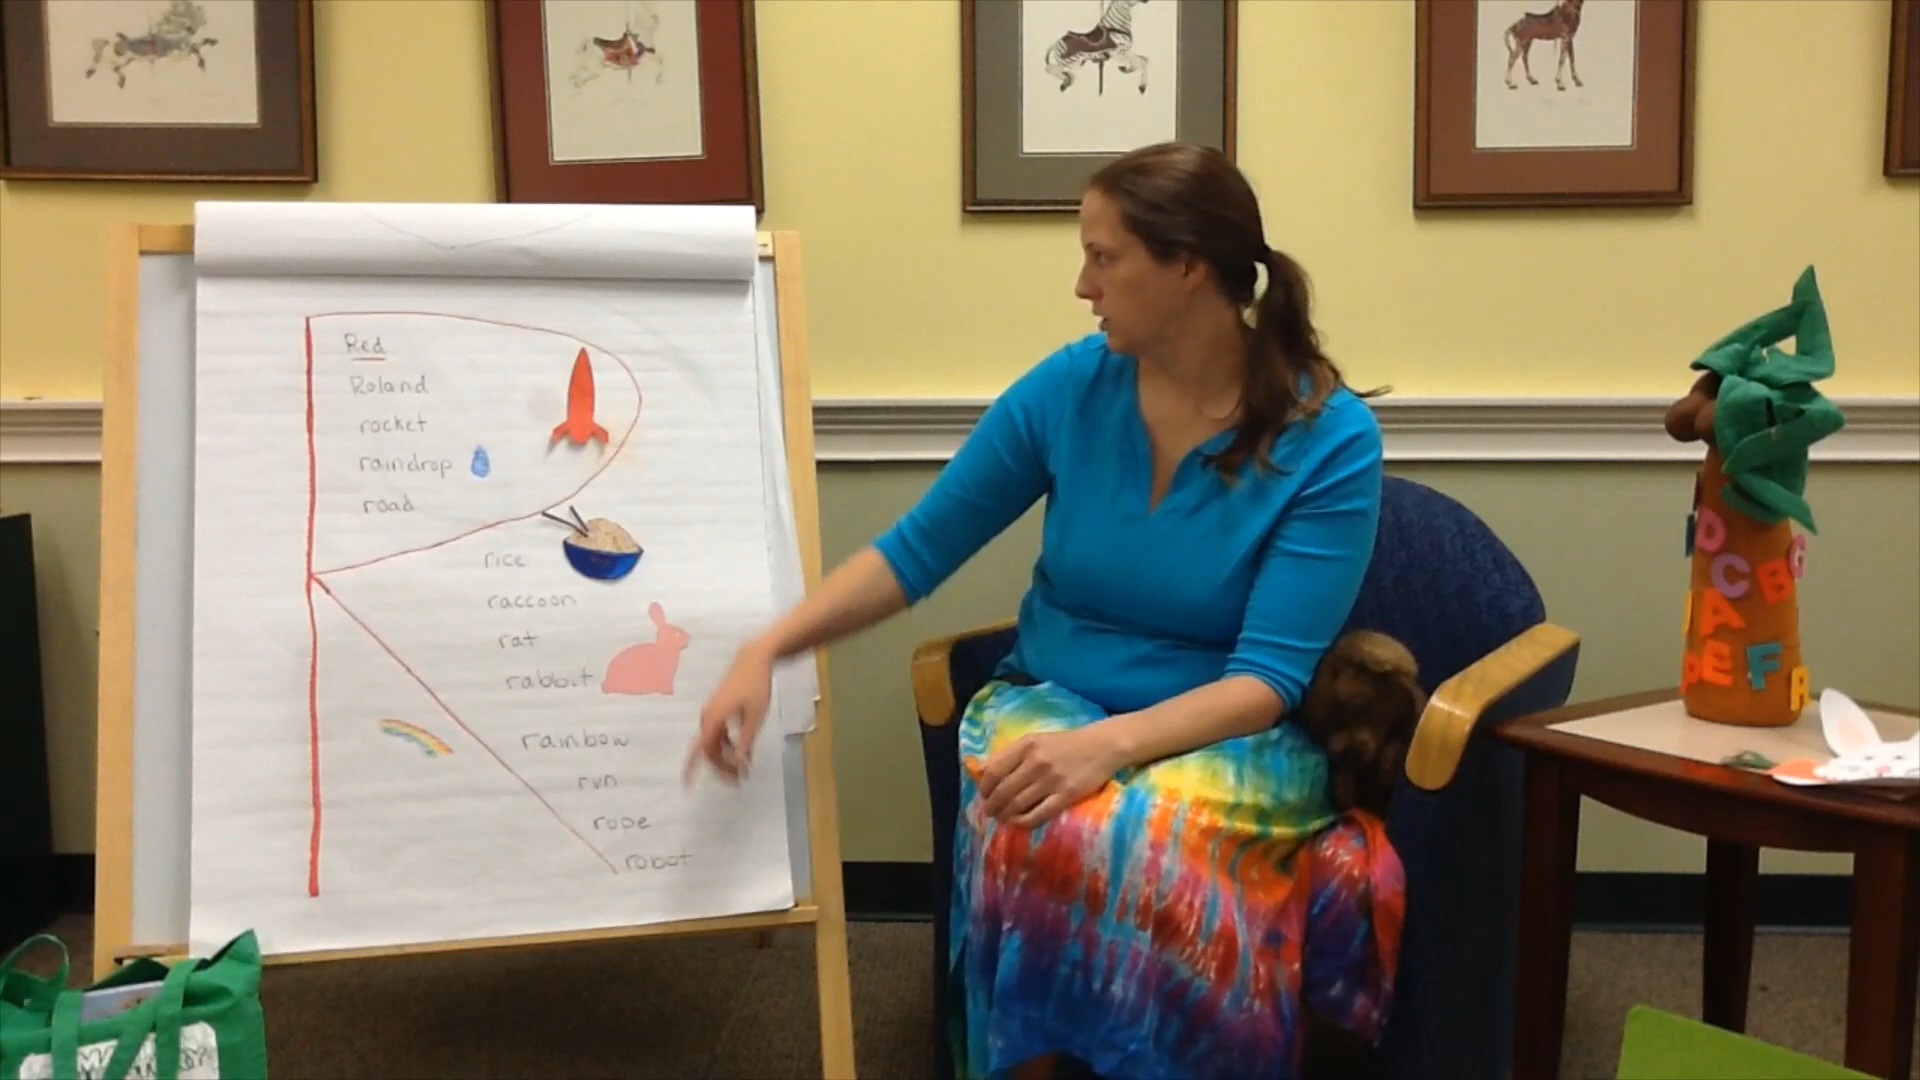 Red
Roland
rocket
raindrop
road
rice
raccoon
rat
rabbit
rainbow
run
rope
robot
D
G
C
B
A
E
F